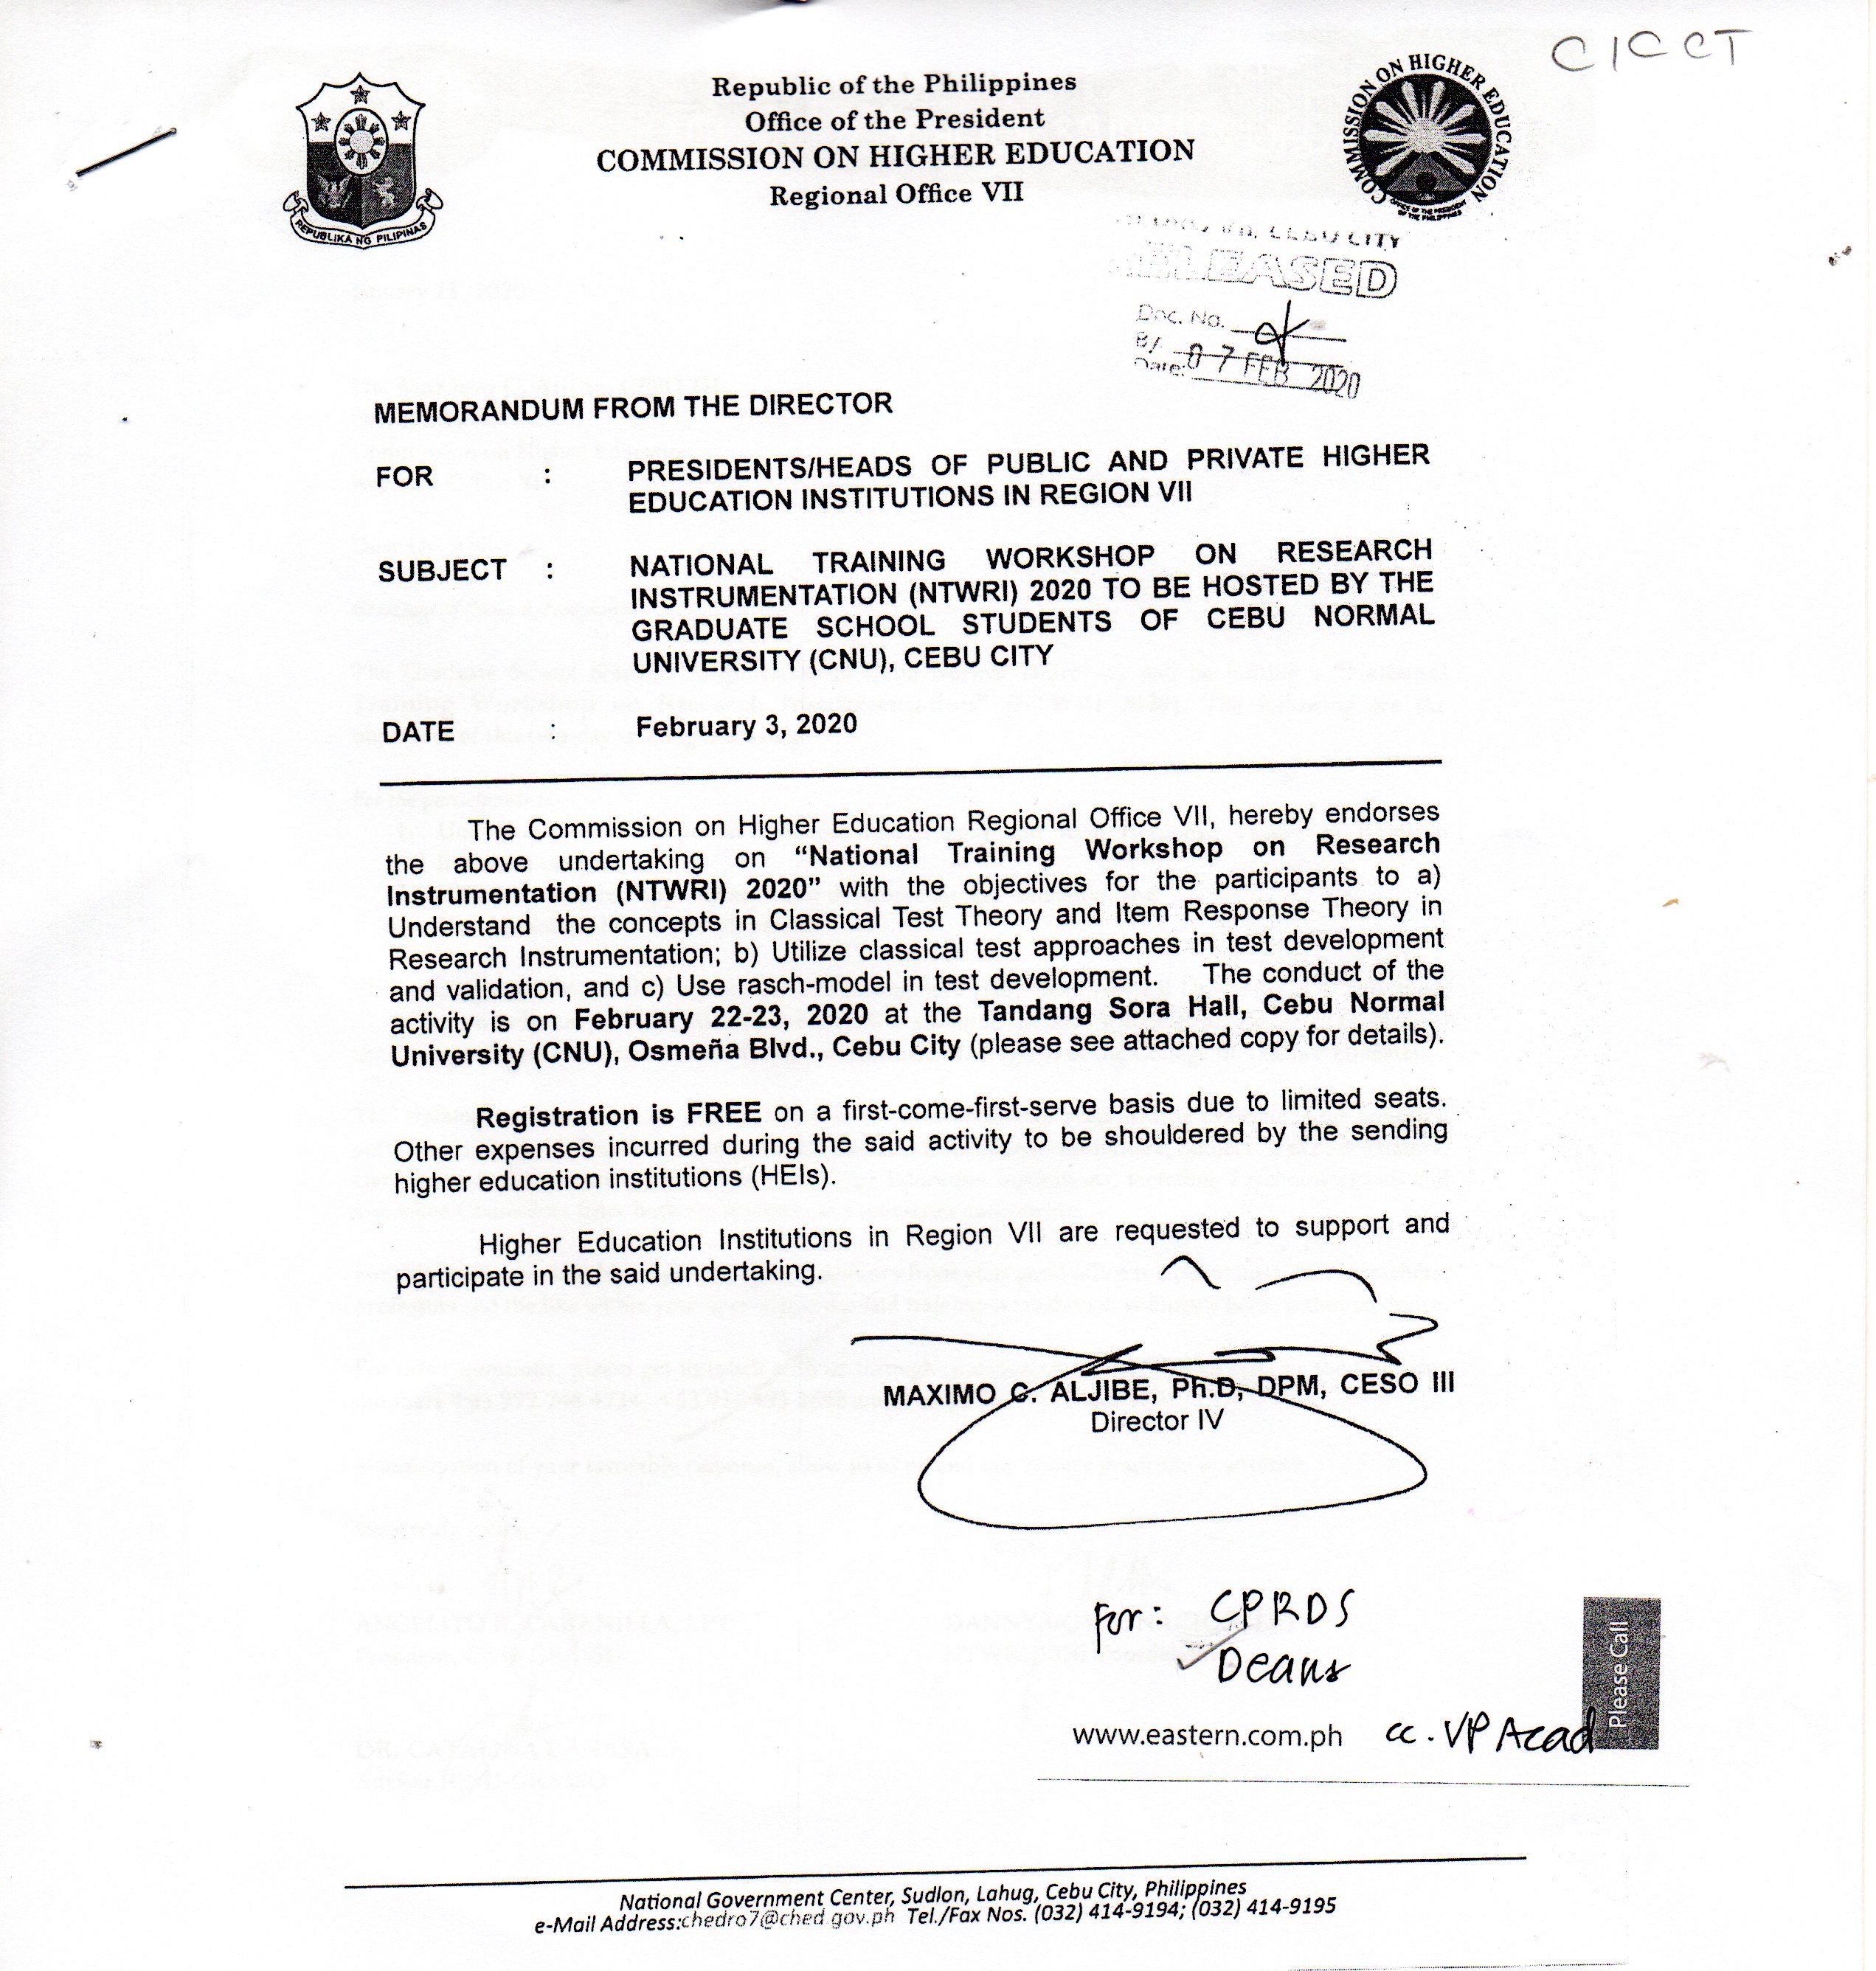 CICCT
Republic of the Philippines
Office of the President
COMMISSION ON HIGHER EDUCATION
Regional Office VII
REPUBLIKA NG PILIPINAS
COMMISSION ON HIGHER EDUCATION
OFFICE OF THE PRESIDENT
OF THE PHILIPPINES
CEBU CITY
RELEASED
Doc. No.
By
Date: 07 FEB 2020
MEMORANDUM FROM THE DIRECTOR
FOR : PRESIDENTS/HEADS OF PUBLIC AND PRIVATE HIGHER
EDUCATION INSTITUTIONS IN REGION VII
SUBJECT : NATIONAL TRAINING WORKSHOP ON RESEARCH
INSTRUMENTATION (NTWRI) 2020 TO BE HOSTED BY THE
GRADUATE SCHOOL STUDENTS OF CEBU NORMAL
UNIVERSITY (CNU), CEBU CITY
DATE : February 3, 2020
The Commission on Higher Education Regional Office VII, hereby endorses
the above undertaking on “National Training Workshop on Research
Instrumentation (NTWRI) 2020” with the objectives for the participants to a)
Understand the concepts in Classical Test Theory and Item Response Theory in
Research Instrumentation; b) Utilize classical test approaches in test development
and validation, and c) Use rasch-model in test development. The conduct of the
activity is on February 22-23, 2020 at the Tandang Sora Hall, Cebu Normal
University (CNU), Osmeña Blvd., Cebu City (please see attached copy for details).
Registration is FREE on a first-come-first-serve basis due to limited seats.
Other expenses incurred during the said activity to be shouldered by the sending
higher education institutions (HEIs).
Higher Education Institutions in Region VII are requested to support and
participate in the said undertaking.
MAXIMO C. ALJIBE, Ph.D, DPM, CESO III
Director IV
For: CPRDS
Deans
www.eastern.com.ph cc. VP Acad
Please Call
National Government Center, Sudlon, Lahug, Cebu City, Philippines
e-Mail Address:chedro7@ched.gov.ph Tel./Fax Nos. (032) 414-9194; (032) 414-9195